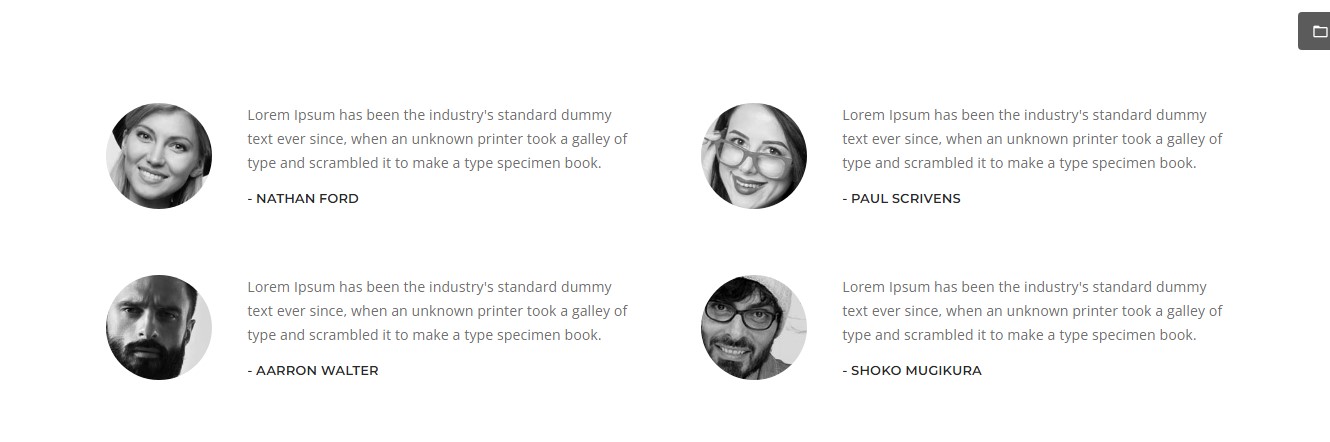 Lorem Ipsum has been the industry's standard dummy
text ever since, when an unknown printer took a galley of
type and scrambled it to make a type specimen book.
- NATHAN FORD
Lorem Ipsum has been the industry's standard dummy
text ever since, when an unknown printer took a galley of
type and scrambled it to make a type specimen book.
- PAUL SCRIVENS
Lorem Ipsum has been the industry's standard dummy
text ever since, when an unknown printer took a galley of
type and scrambled it to make a type specimen book.
- AARRON WALTER
Lorem Ipsum has been the industry's standard dummy
text ever since, when an unknown printer took a galley of
type and scrambled it to make a type specimen book.
- SHOKO MUGIKURA